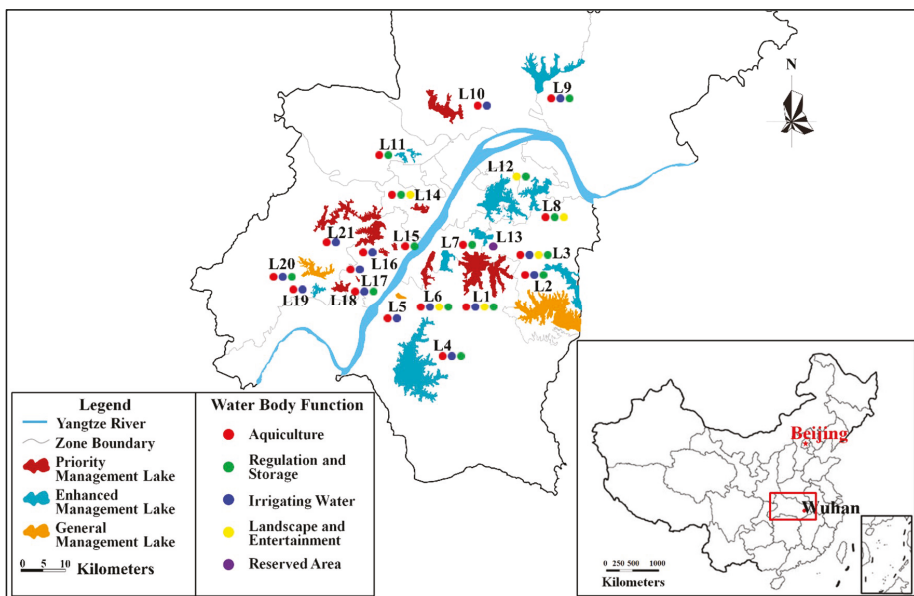 L9
N
L10
L11
L12
L14
L8
L21
L15
L7
L13
L3
L16
L20
L2
L17
L19
L18
L5
L6
L1
L4
Legend
Yangtze River
Zone Boundary
Priority
Management Lake
Enhanced
Management Lake
General
Management Lake
0 5 10 Kilometers
Water Body Function
Aquiculture
Regulation and
Storage
Irrigating Water
Landscape and
Entertainment
Reserved Area
Beijing
Wuhan
0 250 500 1000
Kilometers